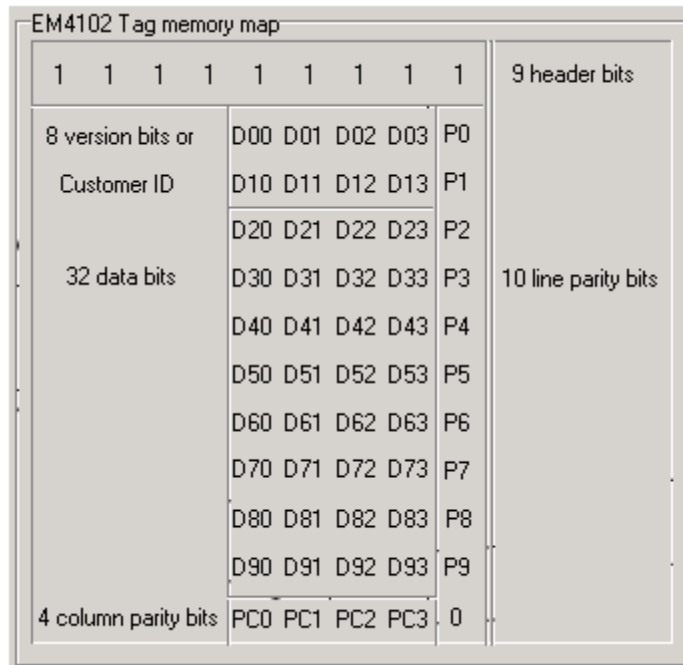 EM4102 Tag memory map
1 1 1 1 1 1 1 1 1 9 header bits
8 version bits or D00 D01 D02 D03 P0
Customer ID D10 D11 D12 D13 P1
D20 D21 D22 D23 P2
32 data bits D30 D31 D32 D33 P3 10 line parity bits
D40 D41 D42 D43 P4
D50 D51 D52 D53 P5
D60 D61 D62 D63 P6
D70 D71 D72 D73 P7
D80 D81 D82 D83 P8
D90 D91 D92 D93 P9
4 column parity bits PC0 PC1 PC2 PC3 0